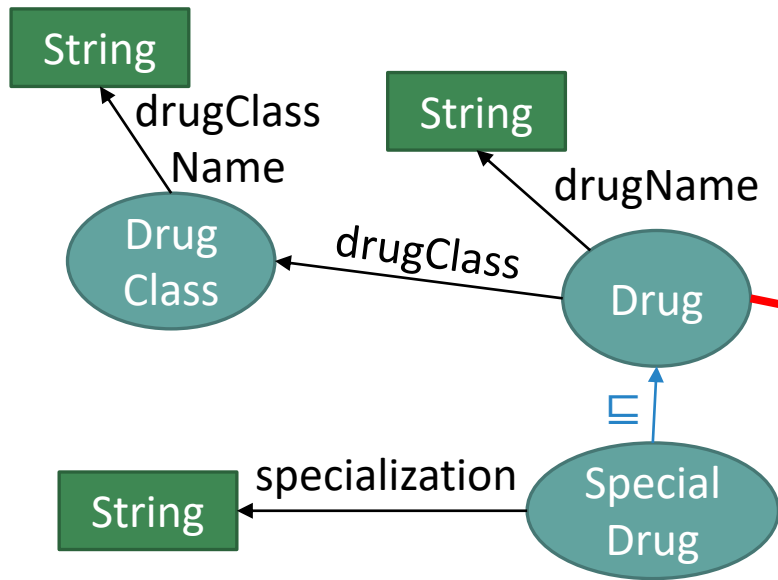 String
drugClass
Name
String
drugName
Drug
Class
drugClass
Drug
⊑
String
specialization
Special
Drug